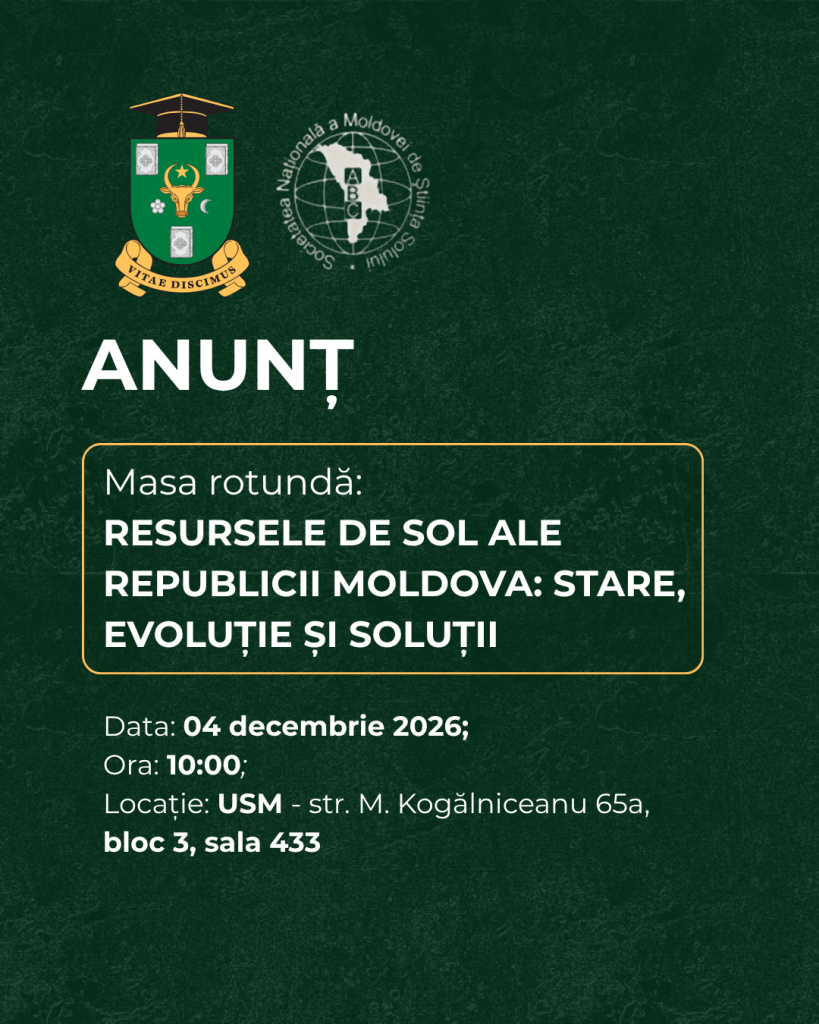 VITAE DISCIMUS
Societatea Națională a Moldovei de Știința Solului
A
B
C
ANUNȚ
Masa rotundă:
RESURSELE DE SOL ALE
REPUBLICII MOLDOVA: STARE,
EVOLUȚIE ȘI SOLUȚII
Data: 04 decembrie 2026;
Ora: 10:00;
Locație: USM - str. M. Kogălniceanu 65a,
bloc 3, sala 433